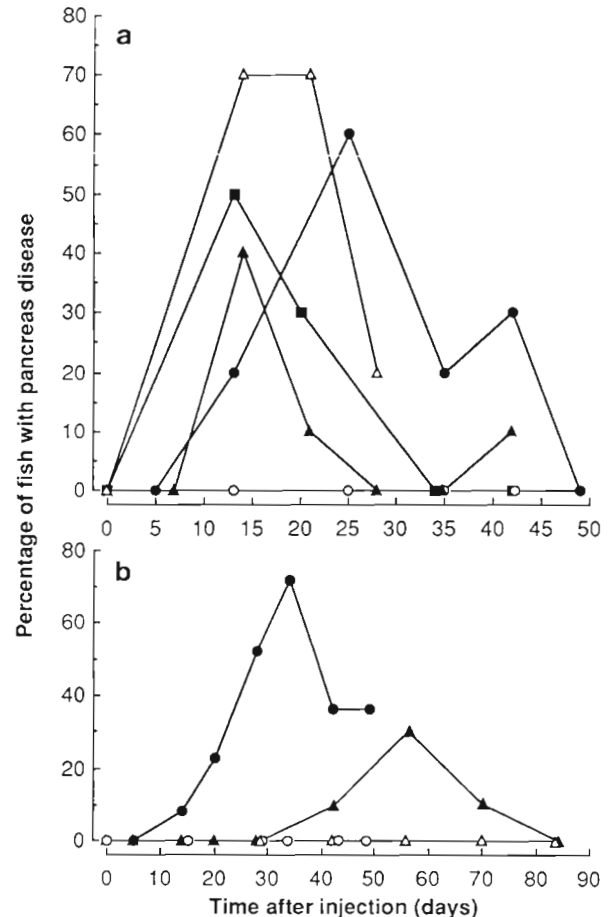 Percentage of fish with pancreas disease
a
80
70
60
50
40
30
20
10
0
0 5 10 15 20 25 30 35 40 45 50
b
80
60
40
20
0
0 10 20 30 40 50 60 70 80 90
Time after injection (days)